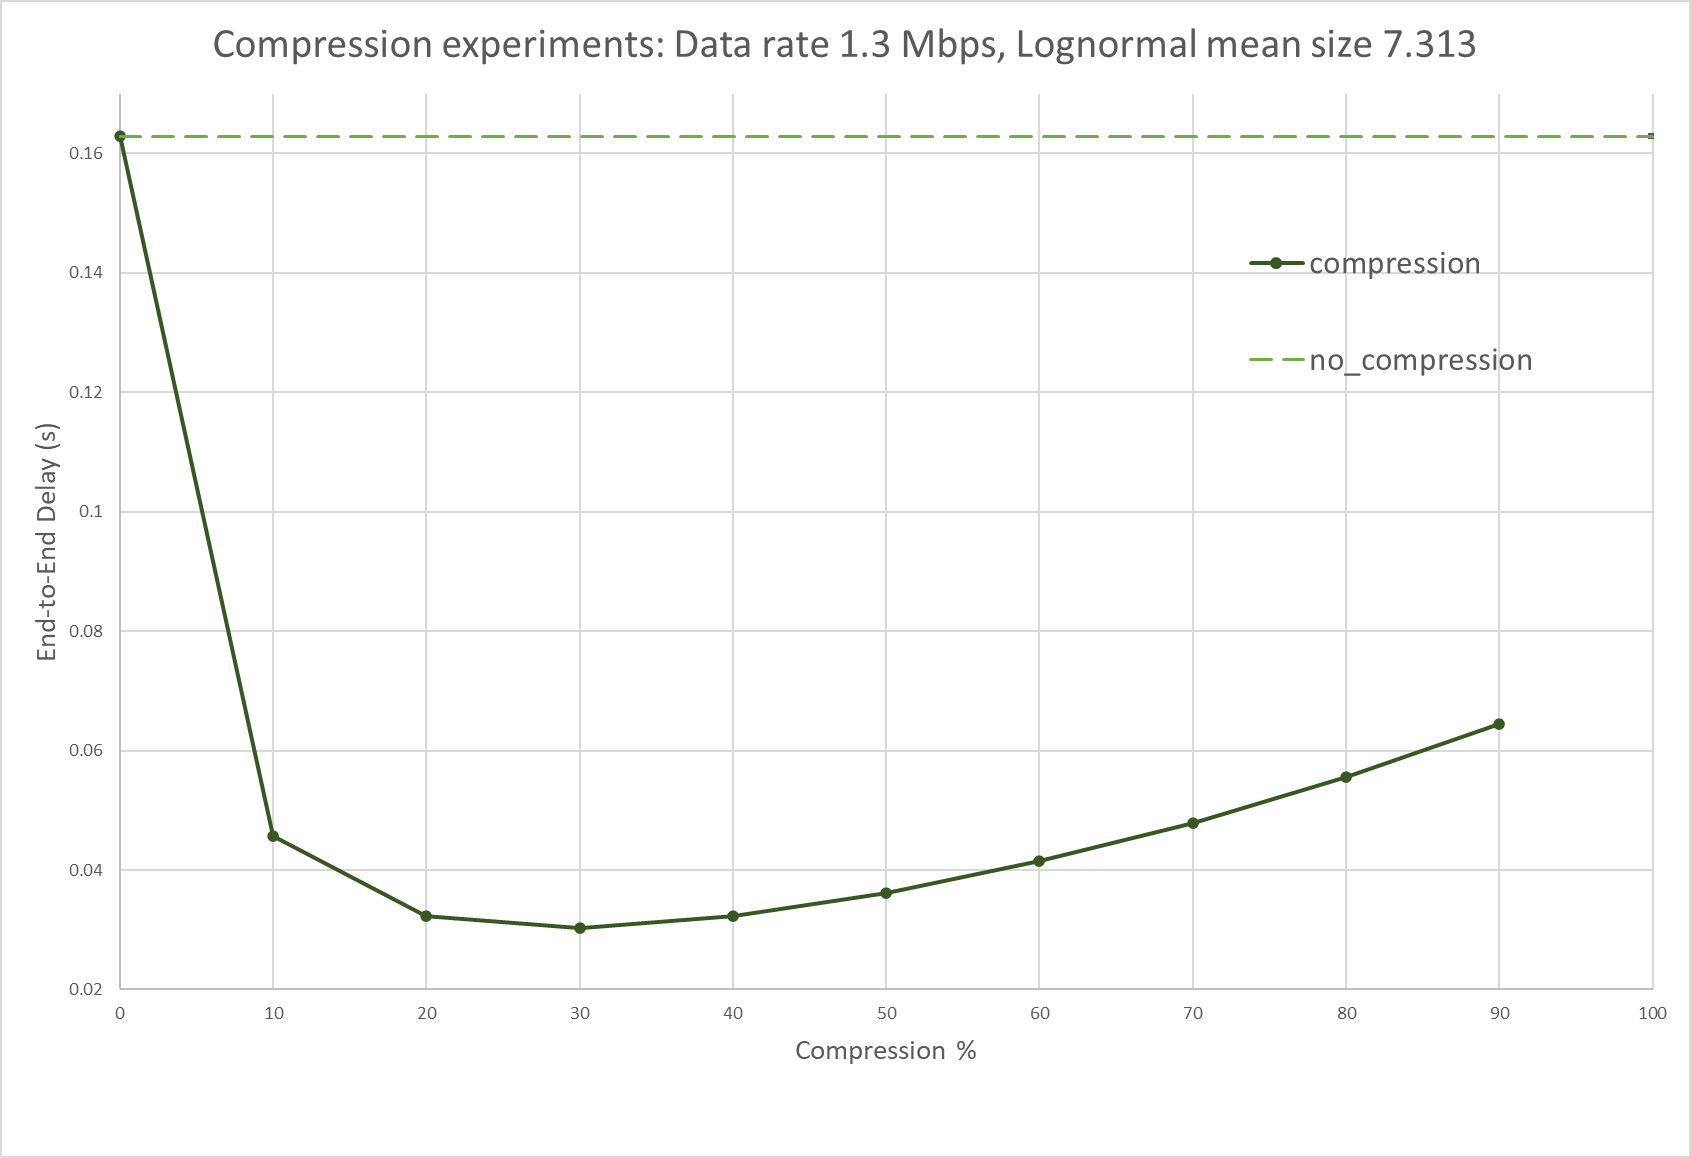 Compression experiments: Data rate 1.3 Mbps, Lognormal mean size 7.313
0.16
0.14
0.12
0.1
0.08
0.06
0.04
0.02
End-to-End Delay (s)
compression
no_compression
0 10 20 30 40 50 60 70 80 90 100
Compression %